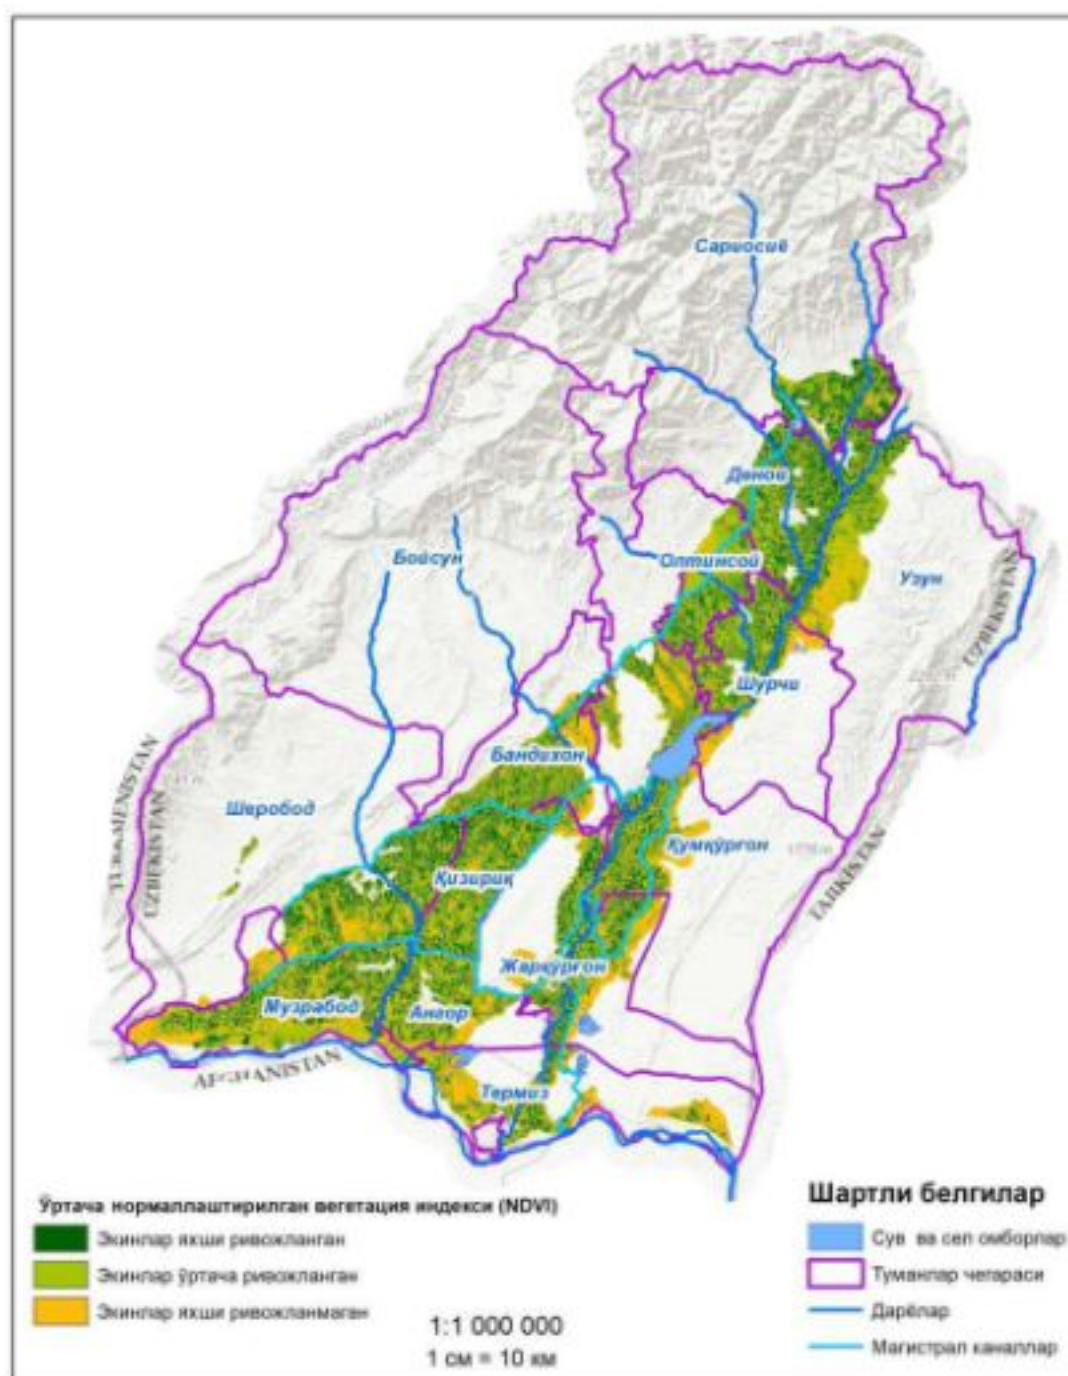 Сариосиё
Денов
Бойсун
Олтинсой
Узун
UZBEKISTAN
Шурчи
Бандихон
TURKMENISTAN
UZBEKISTAN
Шеробод
Қумқўрғон
Қизириқ
TAJIKISTAN
Жарқўрғон
Музработ
Ангор
AFGHANISTAN
Термиз
Ўртача нормаллаштирилган вегетация индекси (NDVI)
Экинлар яхши ривожланган
Экинлар ўртача ривожланган
Экинлар яхши ривожланмаган
1:1 000 000
1 см = 10 км
Шартли белгилар
Сув ва сел омборлар
Туманлар чегараси
Дарёлар
Магистрал каналлар